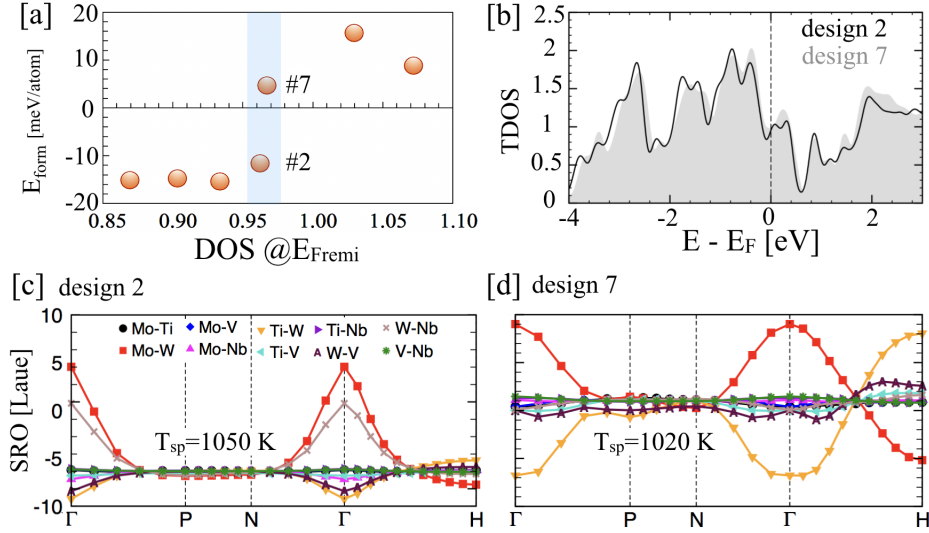 [a]
20
10
0
-10
-20
E_form [meV/atom]
#7
#2
0.85 0.90 0.95 1.00 1.05 1.10
DOS @E_Fremi
[b]
2.5
2
1.5
1
0.5
0
TDOS
design 2
design 7
-4 -2 0 2
E - E_F [eV]
[c] design 2
10
5
0
-5
-10
SRO [Laue]
Mo-Ti Mo-V Ti-W Ti-Nb W-Nb
Mo-W Mo-Nb Ti-V W-V V-Nb
T_sp=1050 K
Γ P N Γ H
[d] design 7
T_sp=1020 K
Γ P N Γ H